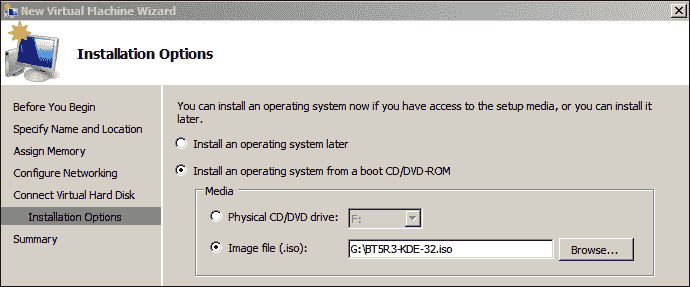 New Virtual Machine Wizard
Installation Options
Before You Begin
Specify Name and Location
Assign Memory
Configure Networking
Connect Virtual Hard Disk
Installation Options
Summary
You can install an operating system now if you have access to the setup media, or you can install it
later.
Install an operating system later
Install an operating system from a boot CD/DVD-ROM
Media
Physical CD/DVD drive:
F:
Image file (.iso):
G:\BT5R3-KDE-32.iso
Browse...